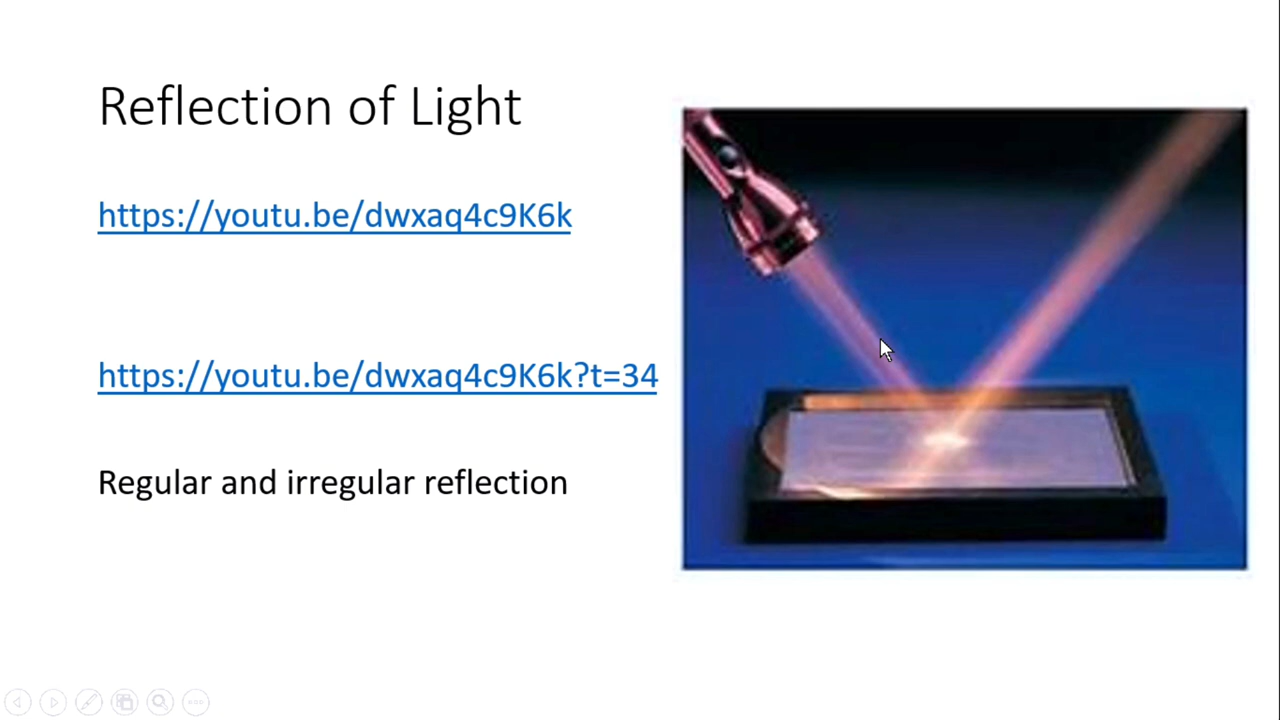 Reflection of Light
https://youtu.be/dwxaq4c9K6k
https://youtu.be/dwxaq4c9K6k?t=34
Regular and irregular reflection